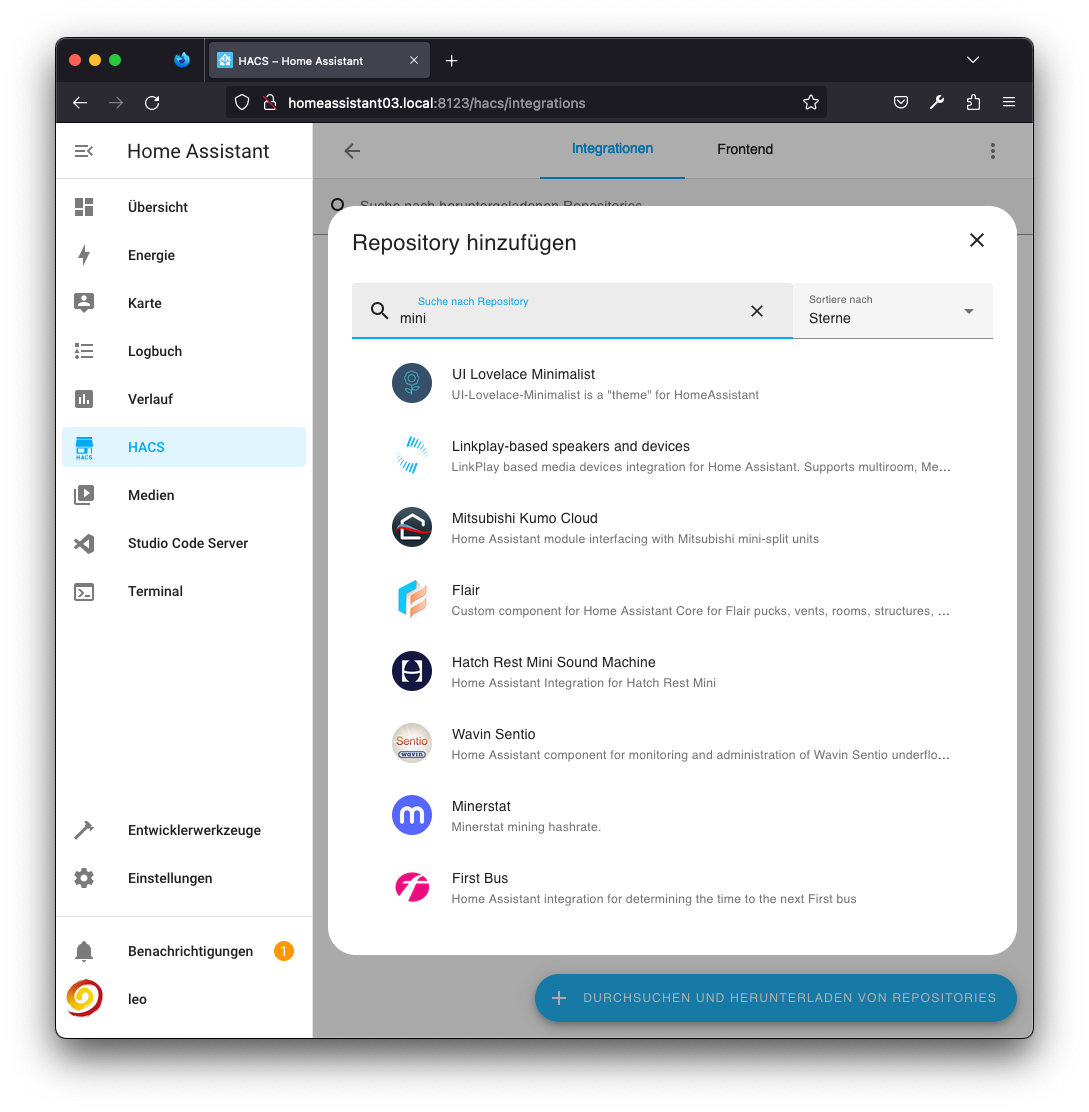 HACS – Home Assistant
homeassistant03.local:8123/hacs/integrations
Home Assistant
Integrationen
Frontend
Übersicht
Energie
Karte
Logbuch
Verlauf
HACS
HACS
Medien
Studio Code Server
Terminal
Entwicklerwerkzeuge
Einstellungen
Benachrichtigungen
1
leo
Suche nach heruntergeladenen Repositories
Repository hinzufügen
Suche nach Repository
mini
Sortiere nach
Sterne
UI Lovelace Minimalist
UI-Lovelace-Minimalist is a "theme" for HomeAssistant
Linkplay-based speakers and devices
LinkPlay based media devices integration for Home Assistant. Supports multiroom, Me...
Mitsubishi Kumo Cloud
Home Assistant module interfacing with Mitsubishi mini-split units
Flair
Custom component for Home Assistant Core for Flair pucks, vents, rooms, structures, ...
Hatch Rest Mini Sound Machine
Home Assistant Integration for Hatch Rest Mini
Sentio
wavin
Wavin Sentio
Home Assistant component for monitoring and administration of Wavin Sentio underflo...
m
Minerstat
Minerstat mining hashrate.
First Bus
Home Assistant integration for determining the time to the next First bus
DURCHSUCHEN UND HERUNTERLADEN VON REPOSITORIES